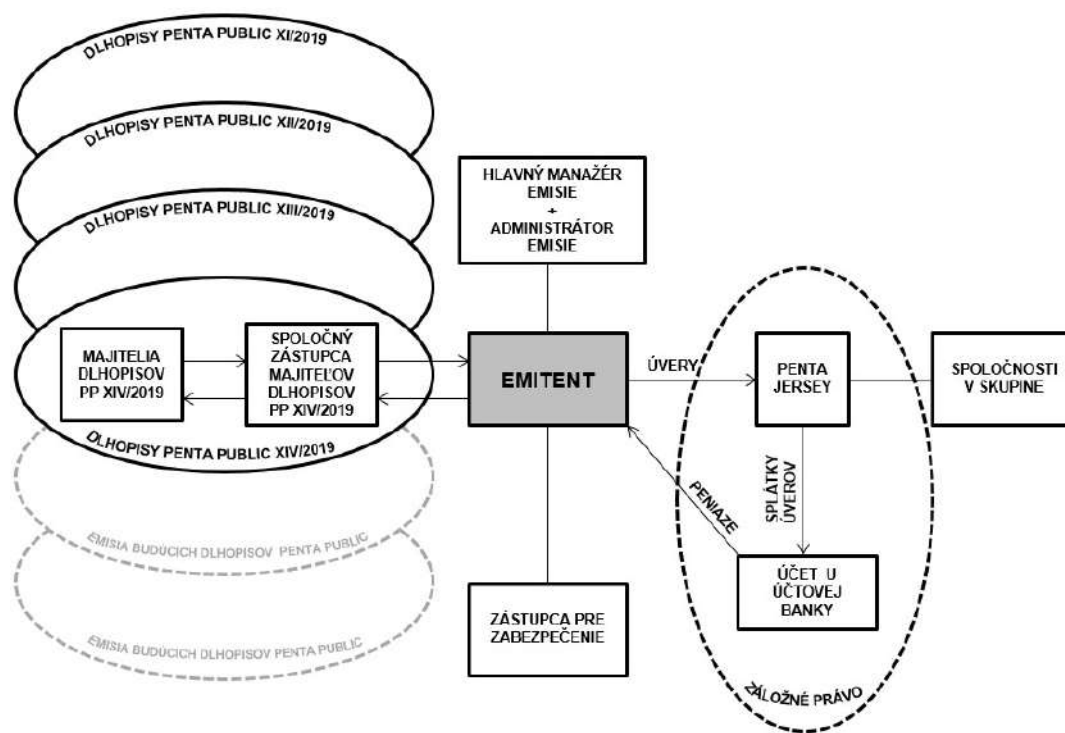 DLHOPISY PENTA PUBLIC XI/2019
DLHOPISY PENTA PUBLIC XII/2019
DLHOPISY PENTA PUBLIC XIII/2019
MAJITELIA
DLHOPISOV
PP XIV/2019
SPOLOČNÝ
ZÁSTUPCA
MAJITEĽOV
DLHOPISOV
PP XIV/2019
DLHOPISY PENTA PUBLIC XIV/2019
EMISIA BUDÚCICH DLHOPISOV PENTA PUBLIC
EMISIA BUDÚCICH DLHOPISOV PENTA PUBLIC
HLAVNÝ MANAŽÉR
EMISIE
+
ADMINISTRÁTOR
EMISIE
EMITENT
ZÁSTUPCA PRE
ZABEZPEČENIE
ÚVERY
PENTA
JERSEY
SPOLOČNOSTI
V SKUPINE
PENIAZE
SPLÁTKY
ÚVEROV
ÚČET U
ÚČTOVEJ
BANKY
ZÁLOŽNÉ PRÁVO